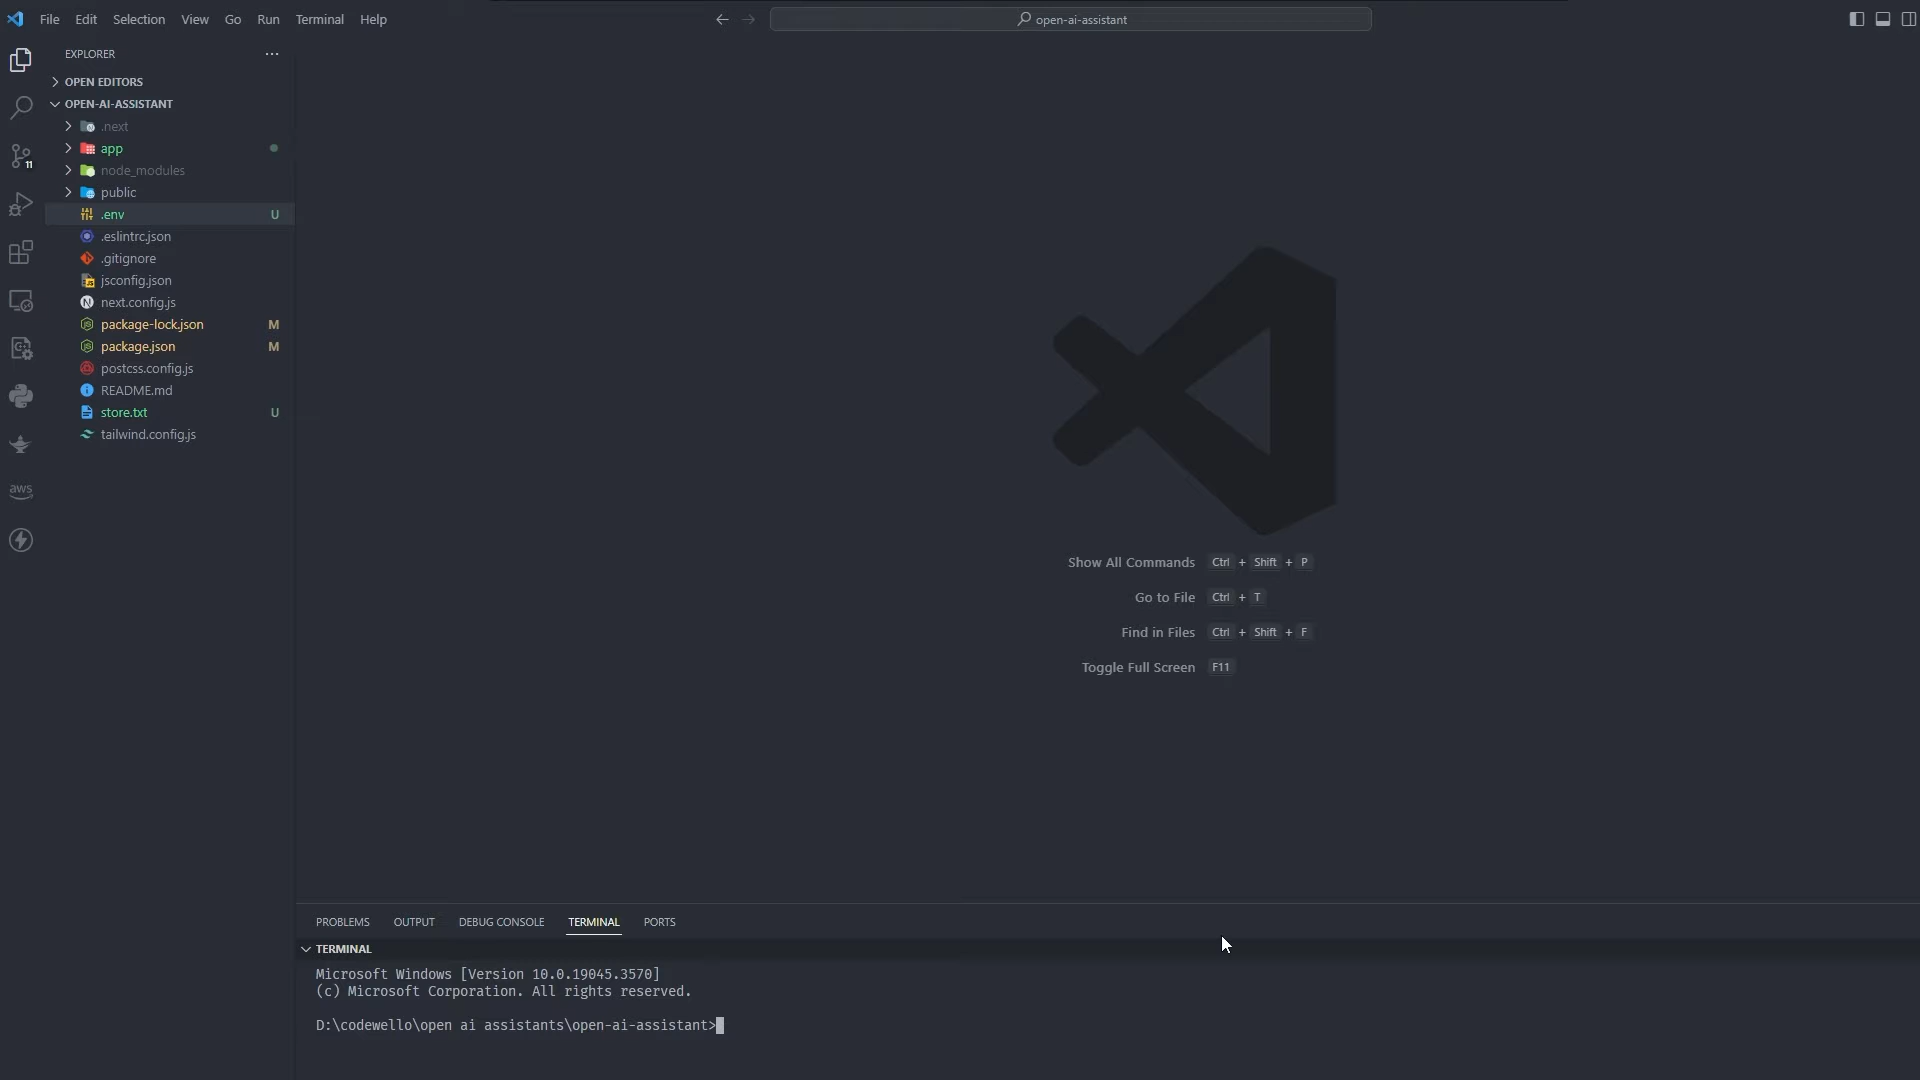 File Edit Selection View Go Run Terminal Help
open-ai-assistant
EXPLORER
OPEN EDITORS
OPEN-AI-ASSISTANT
.next
app
node_modules
public
.env U
.eslintrc.json
.gitignore
jsconfig.json
next.config.js
package-lock.json M
package.json M
postcss.config.js
README.md
store.txt U
tailwind.config.js
11
aws
Show All Commands Ctrl + Shift + P
Go to File Ctrl + T
Find in Files Ctrl + Shift + F
Toggle Full Screen F11
PROBLEMS OUTPUT DEBUG CONSOLE TERMINAL PORTS
TERMINAL
Microsoft Windows [Version 10.0.19045.3570]
(c) Microsoft Corporation. All rights reserved.
D:\codewello\open ai assistants\open-ai-assistant>